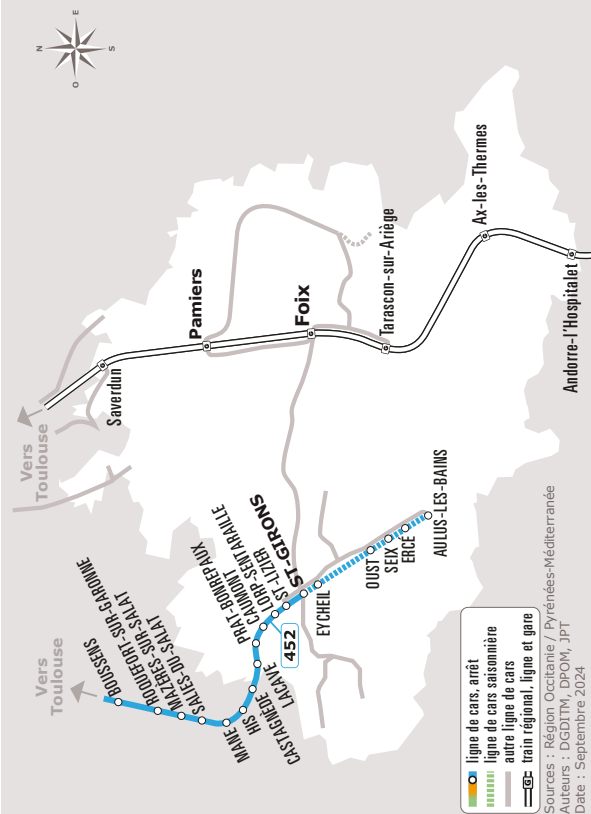 N
E
S
O
Vers
Toulouse
Saverdun
Pamiers
Foix
Tarascon-sur-Ariège
Ax-les-Thermes
Andorre-l'Hospitalet
Vers
Toulouse
BOUSSENS
ROQUEFORT-SUR-GARONNE
MAZÈRES-SUR-SALAT
SALIES-DU-SALAT
MANE
HIS
CASTAGNÈDE
LACAVE
PRAT-BONREPAUX
CAUMONT
LORP-SENTARAILLE
ST-LIZIER
ST-GIRONS
452
EYCHEIL
OUST
SEIX
ERCÉ
AULUS-LES-BAINS
ligne de cars, arrêt
ligne de cars saisonnière
autre ligne de cars
G train régional, ligne et gare
Sources : Région Occitanie / Pyrénées-Méditerranée
Auteurs : DGDITM, DPOM, JPT
Date : Septembre 2024